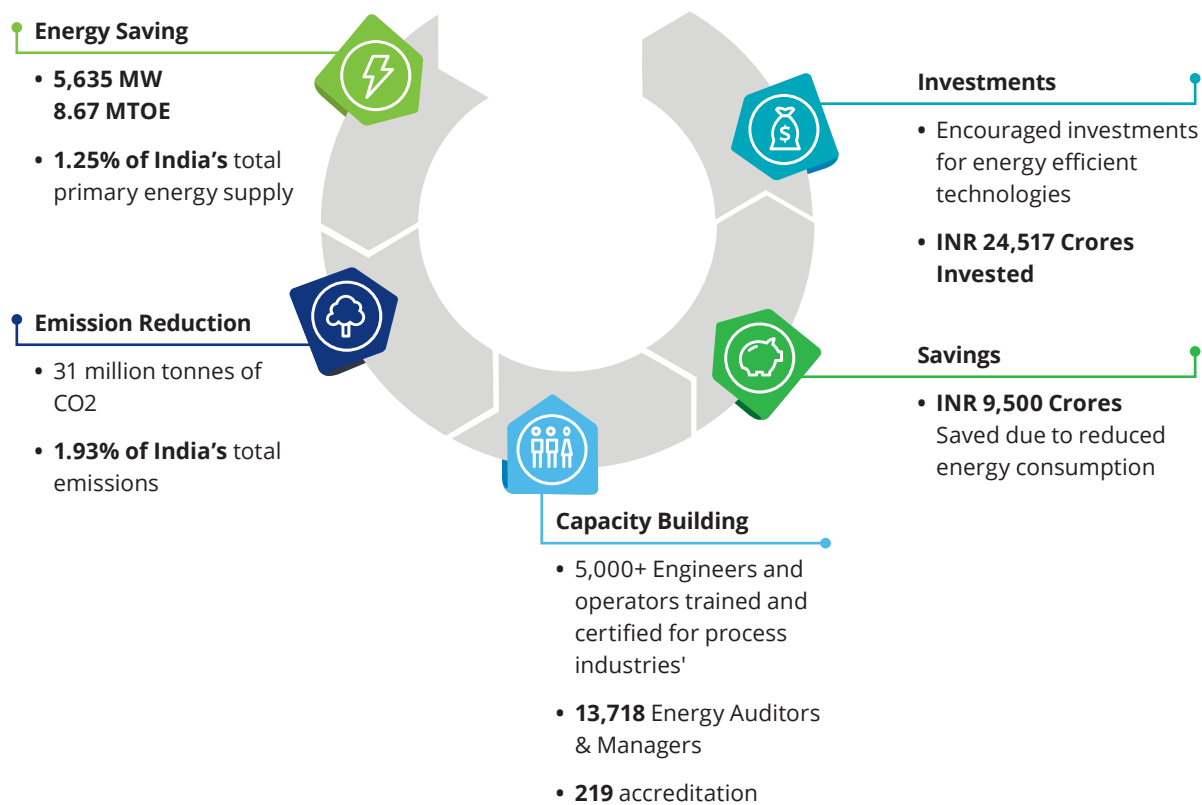 Energy Saving
• 5,635 MW
8.67 MTOE
• 1.25% of India’s total
primary energy supply
Emission Reduction
• 31 million tonnes of
CO2
• 1.93% of India’s total
emissions
Capacity Building
• 5,000+ Engineers and
operators trained and
certified for process
industries'
• 13,718 Energy Auditors
& Managers
• 219 accreditation
Savings
• INR 9,500 Crores
Saved due to reduced
energy consumption
Investments
• Encouraged investments
for energy efficient
technologies
• INR 24,517 Crores
Invested
$